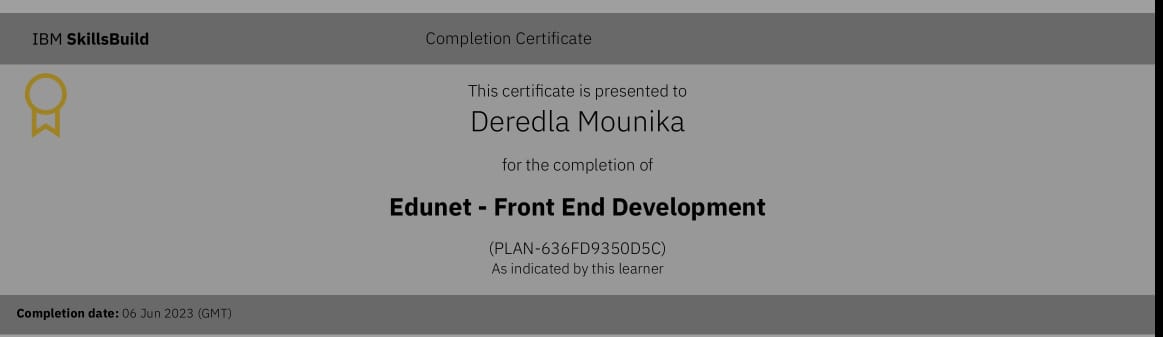 IBM SkillsBuild
Completion Certificate
This certificate is presented to
Deredla Mounika
for the completion of
Edunet - Front End Development
(PLAN-636FD9350D5C)
As indicated by this learner
Completion date: 06 Jun 2023 (GMT)